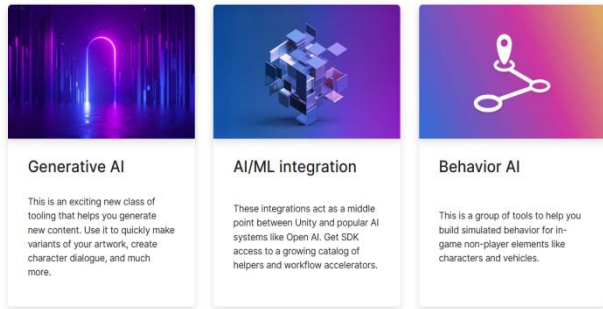 Generative AI
This is an exciting new class of
tooling that helps you generate
new content. Use it to quickly make
variants of your artwork, create
character dialogue, and much
more.
AI/ML integration
These integrations act as a middle
point between Unity and popular AI
systems like Open AI. Get SDK
access to a growing catalog of
helpers and workflow accelerators.
Behavior AI
This is a group of tools to help you
build simulated behavior for in-
game non-player elements like
characters and vehicles.